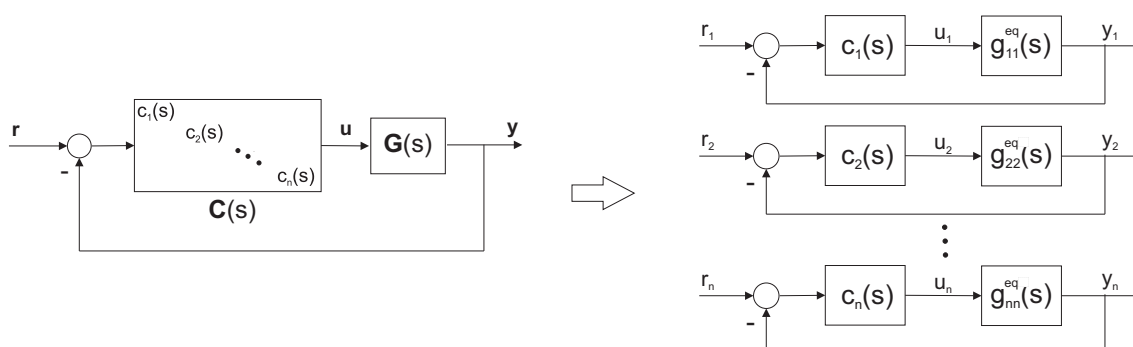 r
-
c1(s)
c2(s)
cn(s)
C(s)
u
G(s)
y
r1
-
c1(s)
u1
g11eq(s)
y1
r2
-
c2(s)
u2
g22eq(s)
y2
rn
-
cn(s)
un
gnneq(s)
yn